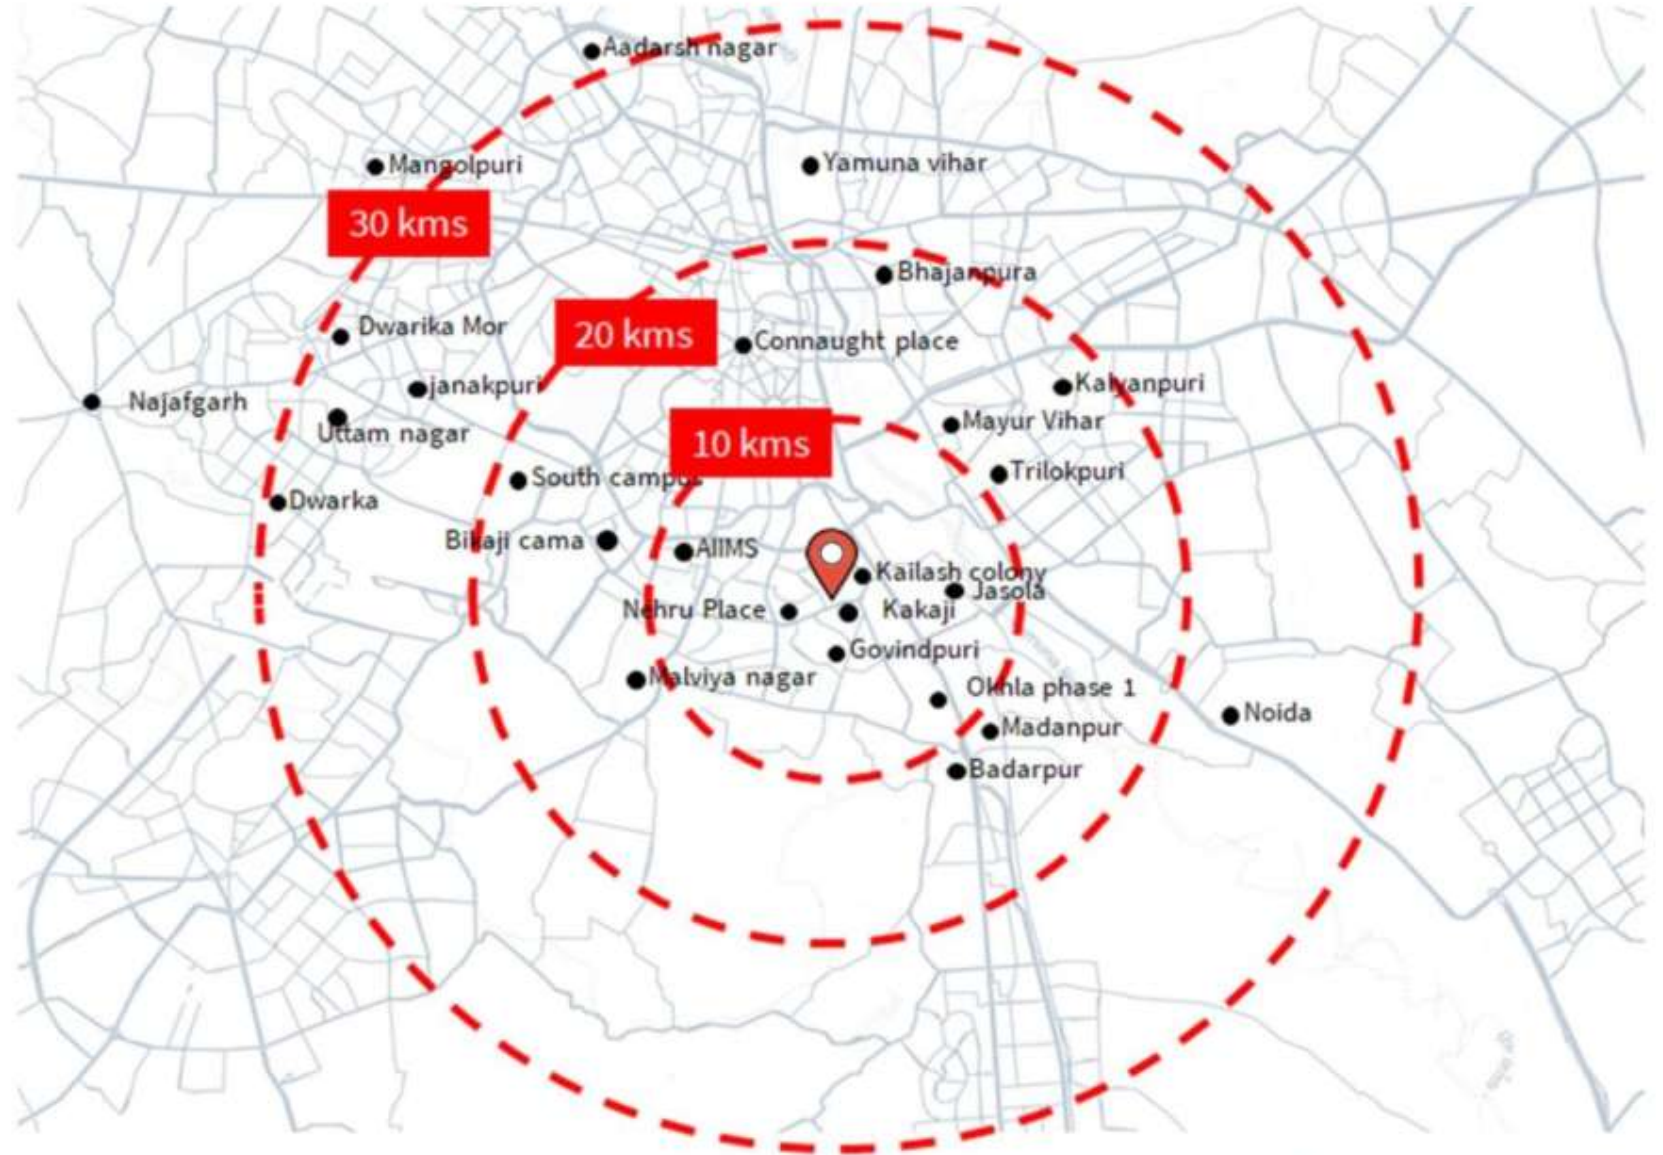 Aadarsh nagar
Mangolpuri
Yamuna vihar
30 kms
Bhajanpura
20 kms
Dwarika Mor
Connaught place
janakpuri
Kalyanpuri
Najafgarh
Mayur Vihar
Uttam nagar
10 kms
South campus
Trilokpuri
Dwarka
Bikaji cama
AIIMS
Kailash colony
Jasola
Nehru Place
Kakaji
Govindpuri
Malviya nagar
Okhla phase 1
Noida
Madanpur
Badarpur